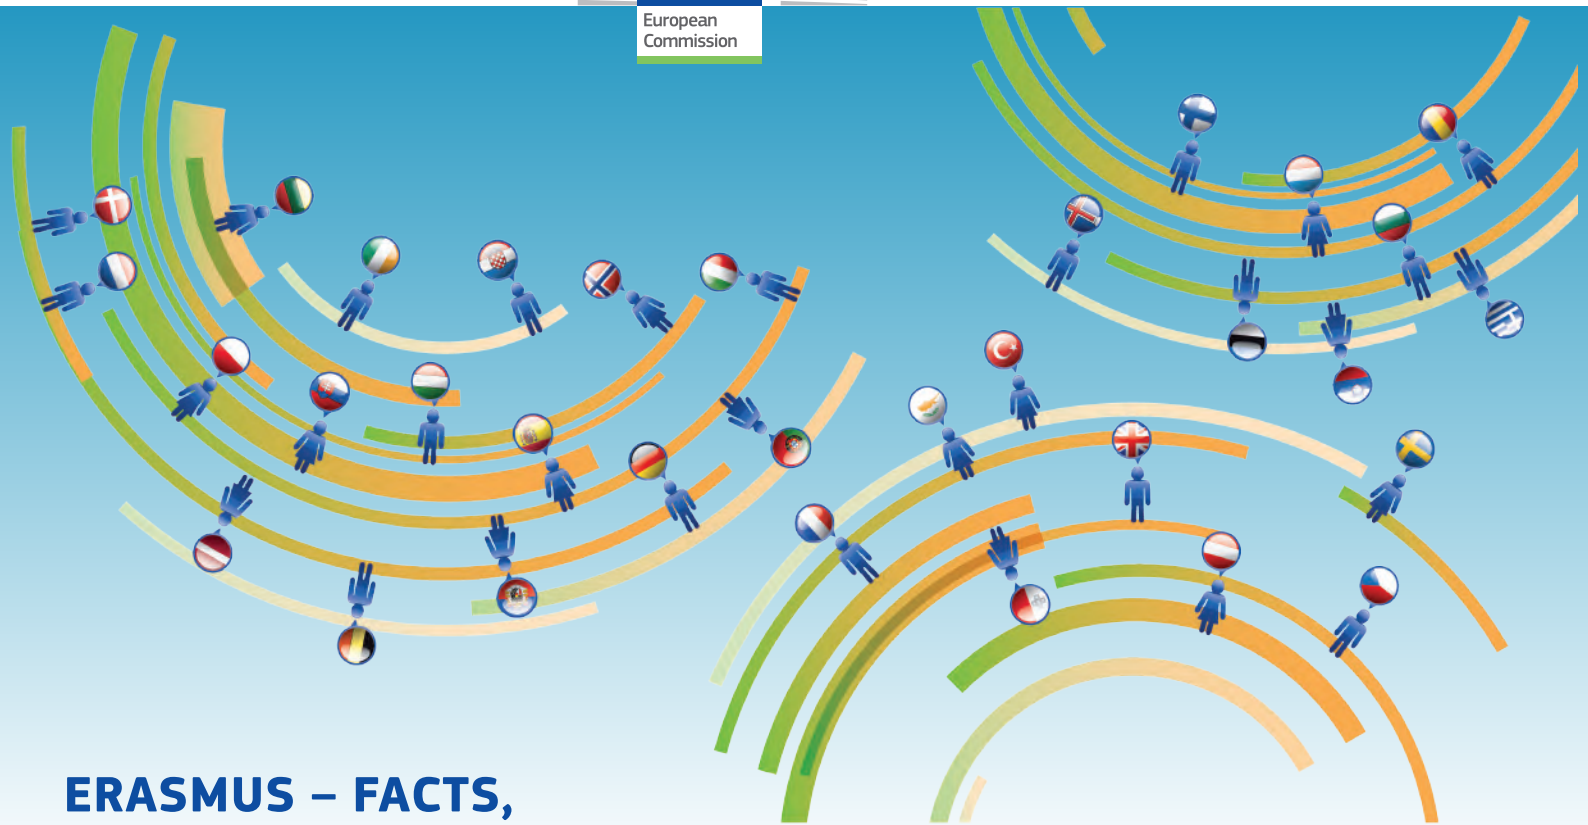 European
Commission
ERASMUS – FACTS,